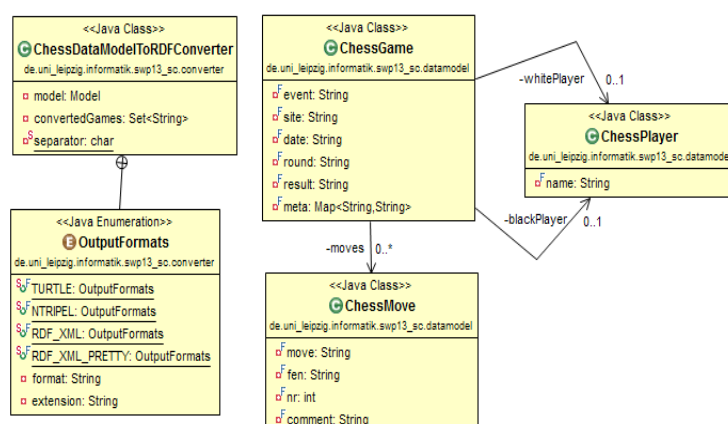 <<Java Class>>
ChessDataModelToRDFConverter
de.uni_leipzig.informatik.swp13_sc.converter
model: Model
convertedGames: Set<String>
S separator: char
<<Java Enumeration>>
E OutputFormats
de.uni_leipzig.informatik.swp13_sc.converter
S F TURTLE: OutputFormats
S F NTRIPEL: OutputFormats
S F RDF_XML: OutputFormats
S F RDF_XML_PRETTY: OutputFormats
format: String
extension: String
<<Java Class>>
C ChessGame
de.uni_leipzig.informatik.swp13_sc.datamodel
F event: String
F site: String
F date: String
F round: String
F result: String
F meta: Map<String,String>
-whitePlayer
0..1
<<Java Class>>
C ChessPlayer
de.uni_leipzig.informatik.swp13_sc.datamodel
F name: String
-blackPlayer
0..1
-moves
0..*
<<Java Class>>
C ChessMove
de.uni_leipzig.informatik.swp13_sc.datamodel
F move: String
F fen: String
F nr: int
F comment: String